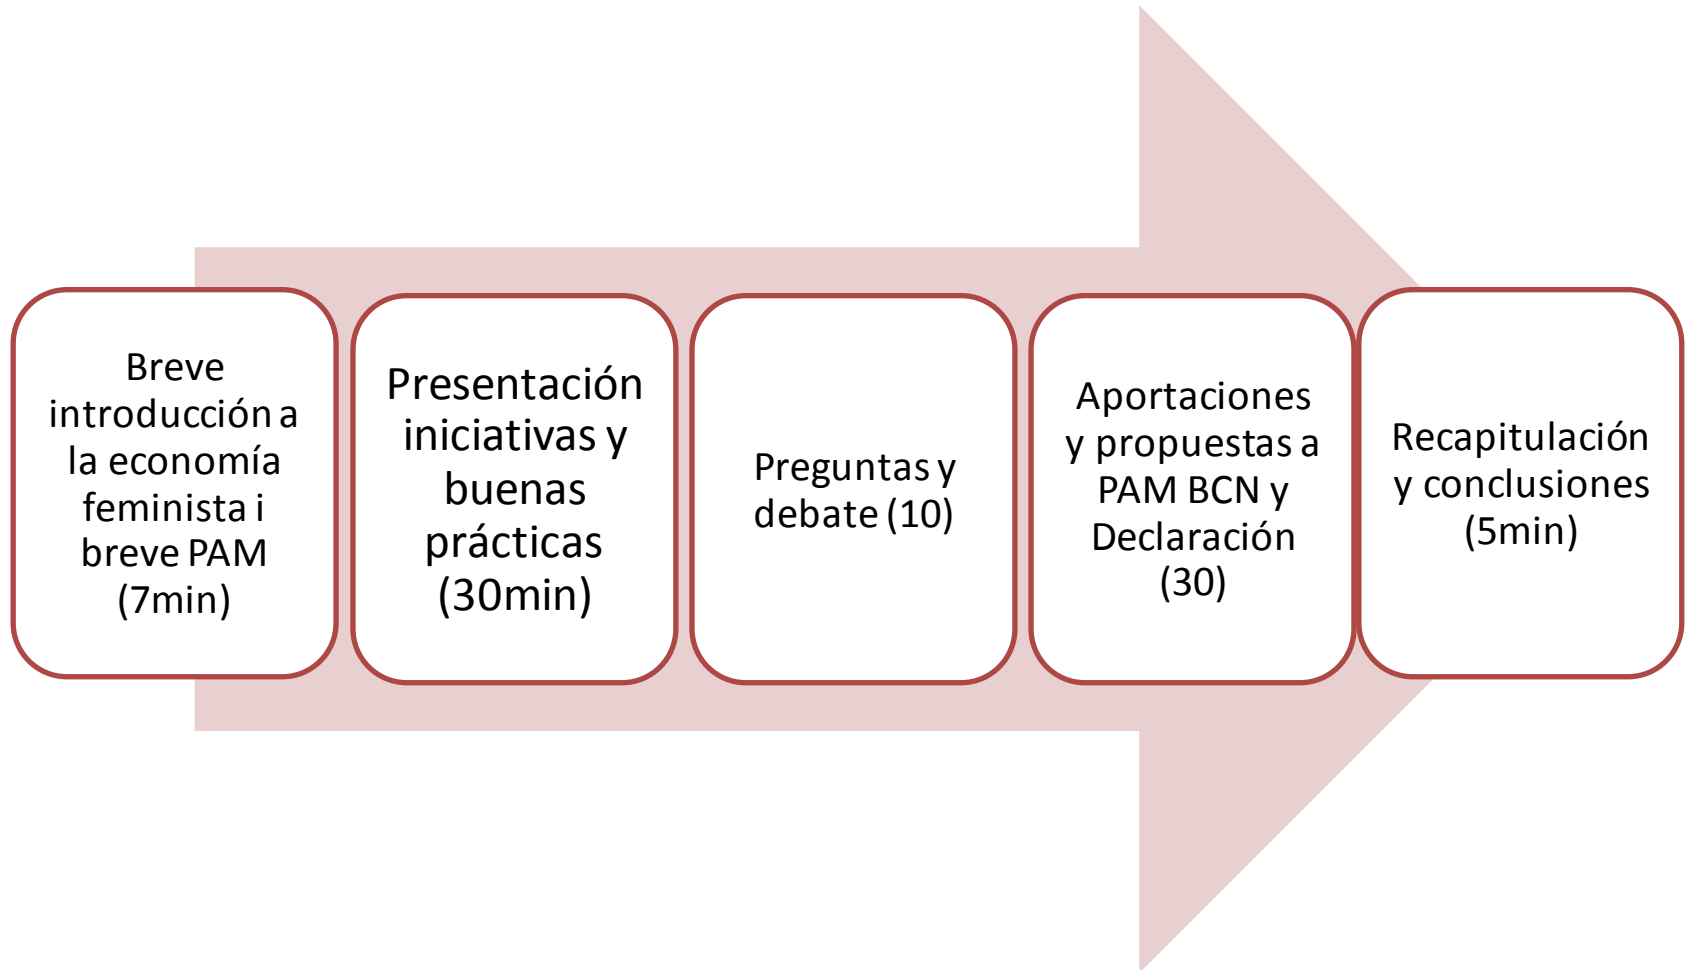 Breve
introducción a
la economía
feminista i
breve PAM
(7min)
Presentación
iniciativas y
buenas
prácticas
(30min)
Preguntas y
debate (10)
Aportaciones
y propuestas a
PAM BCN y
Declaración
(30)
Recapitulación
y conclusiones
(5min)